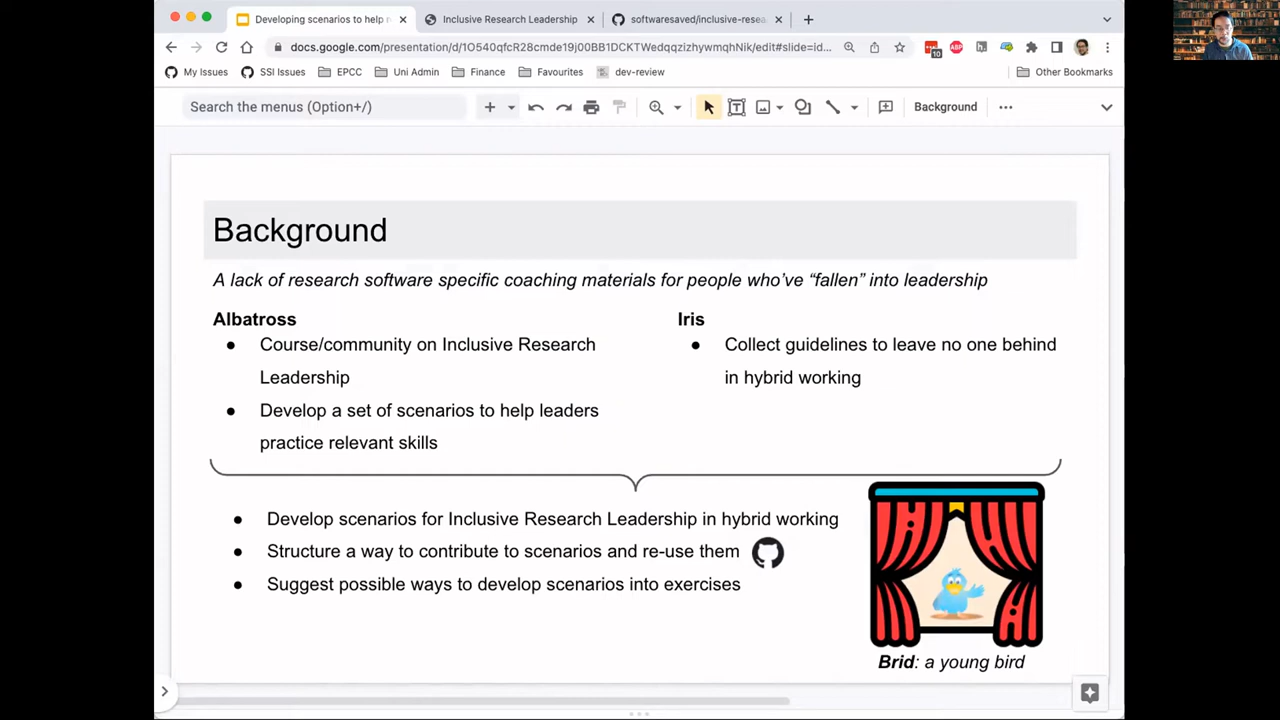 Developing scenarios to help r
Inclusive Research Leadership
softwaresaved/inclusive-resea
docs.google.com/presentation/d/1O540qfcR28cmue19j00BB1DCKTWedqqzizhywmqhNik/edit#slide=id...
10
ABP
My Issues
SSI Issues
EPCC
Uni Admin
Finance
Favourites
dev-review
Other Bookmarks
Search the menus (Option+/)
Background
Background
A lack of research software specific coaching materials for people who've “fallen” into leadership
Albatross
● Course/community on Inclusive Research
Leadership
● Develop a set of scenarios to help leaders
practice relevant skills
Iris
● Collect guidelines to leave no one behind
in hybrid working
● Develop scenarios for Inclusive Research Leadership in hybrid working
● Structure a way to contribute to scenarios and re-use them
● Suggest possible ways to develop scenarios into exercises
Brid: a young bird